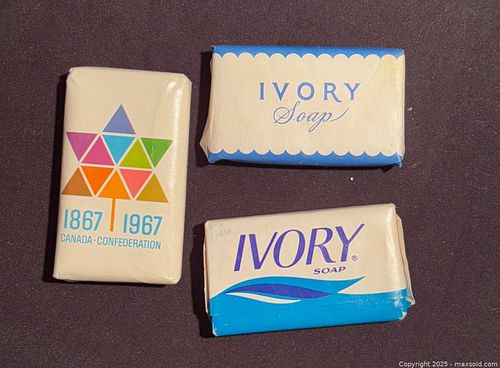 1867 1967
CANADA-CONFEDERATION
IVORY
Soap
IVORY®
SOAP
Copyright 2025 - maxsold.com